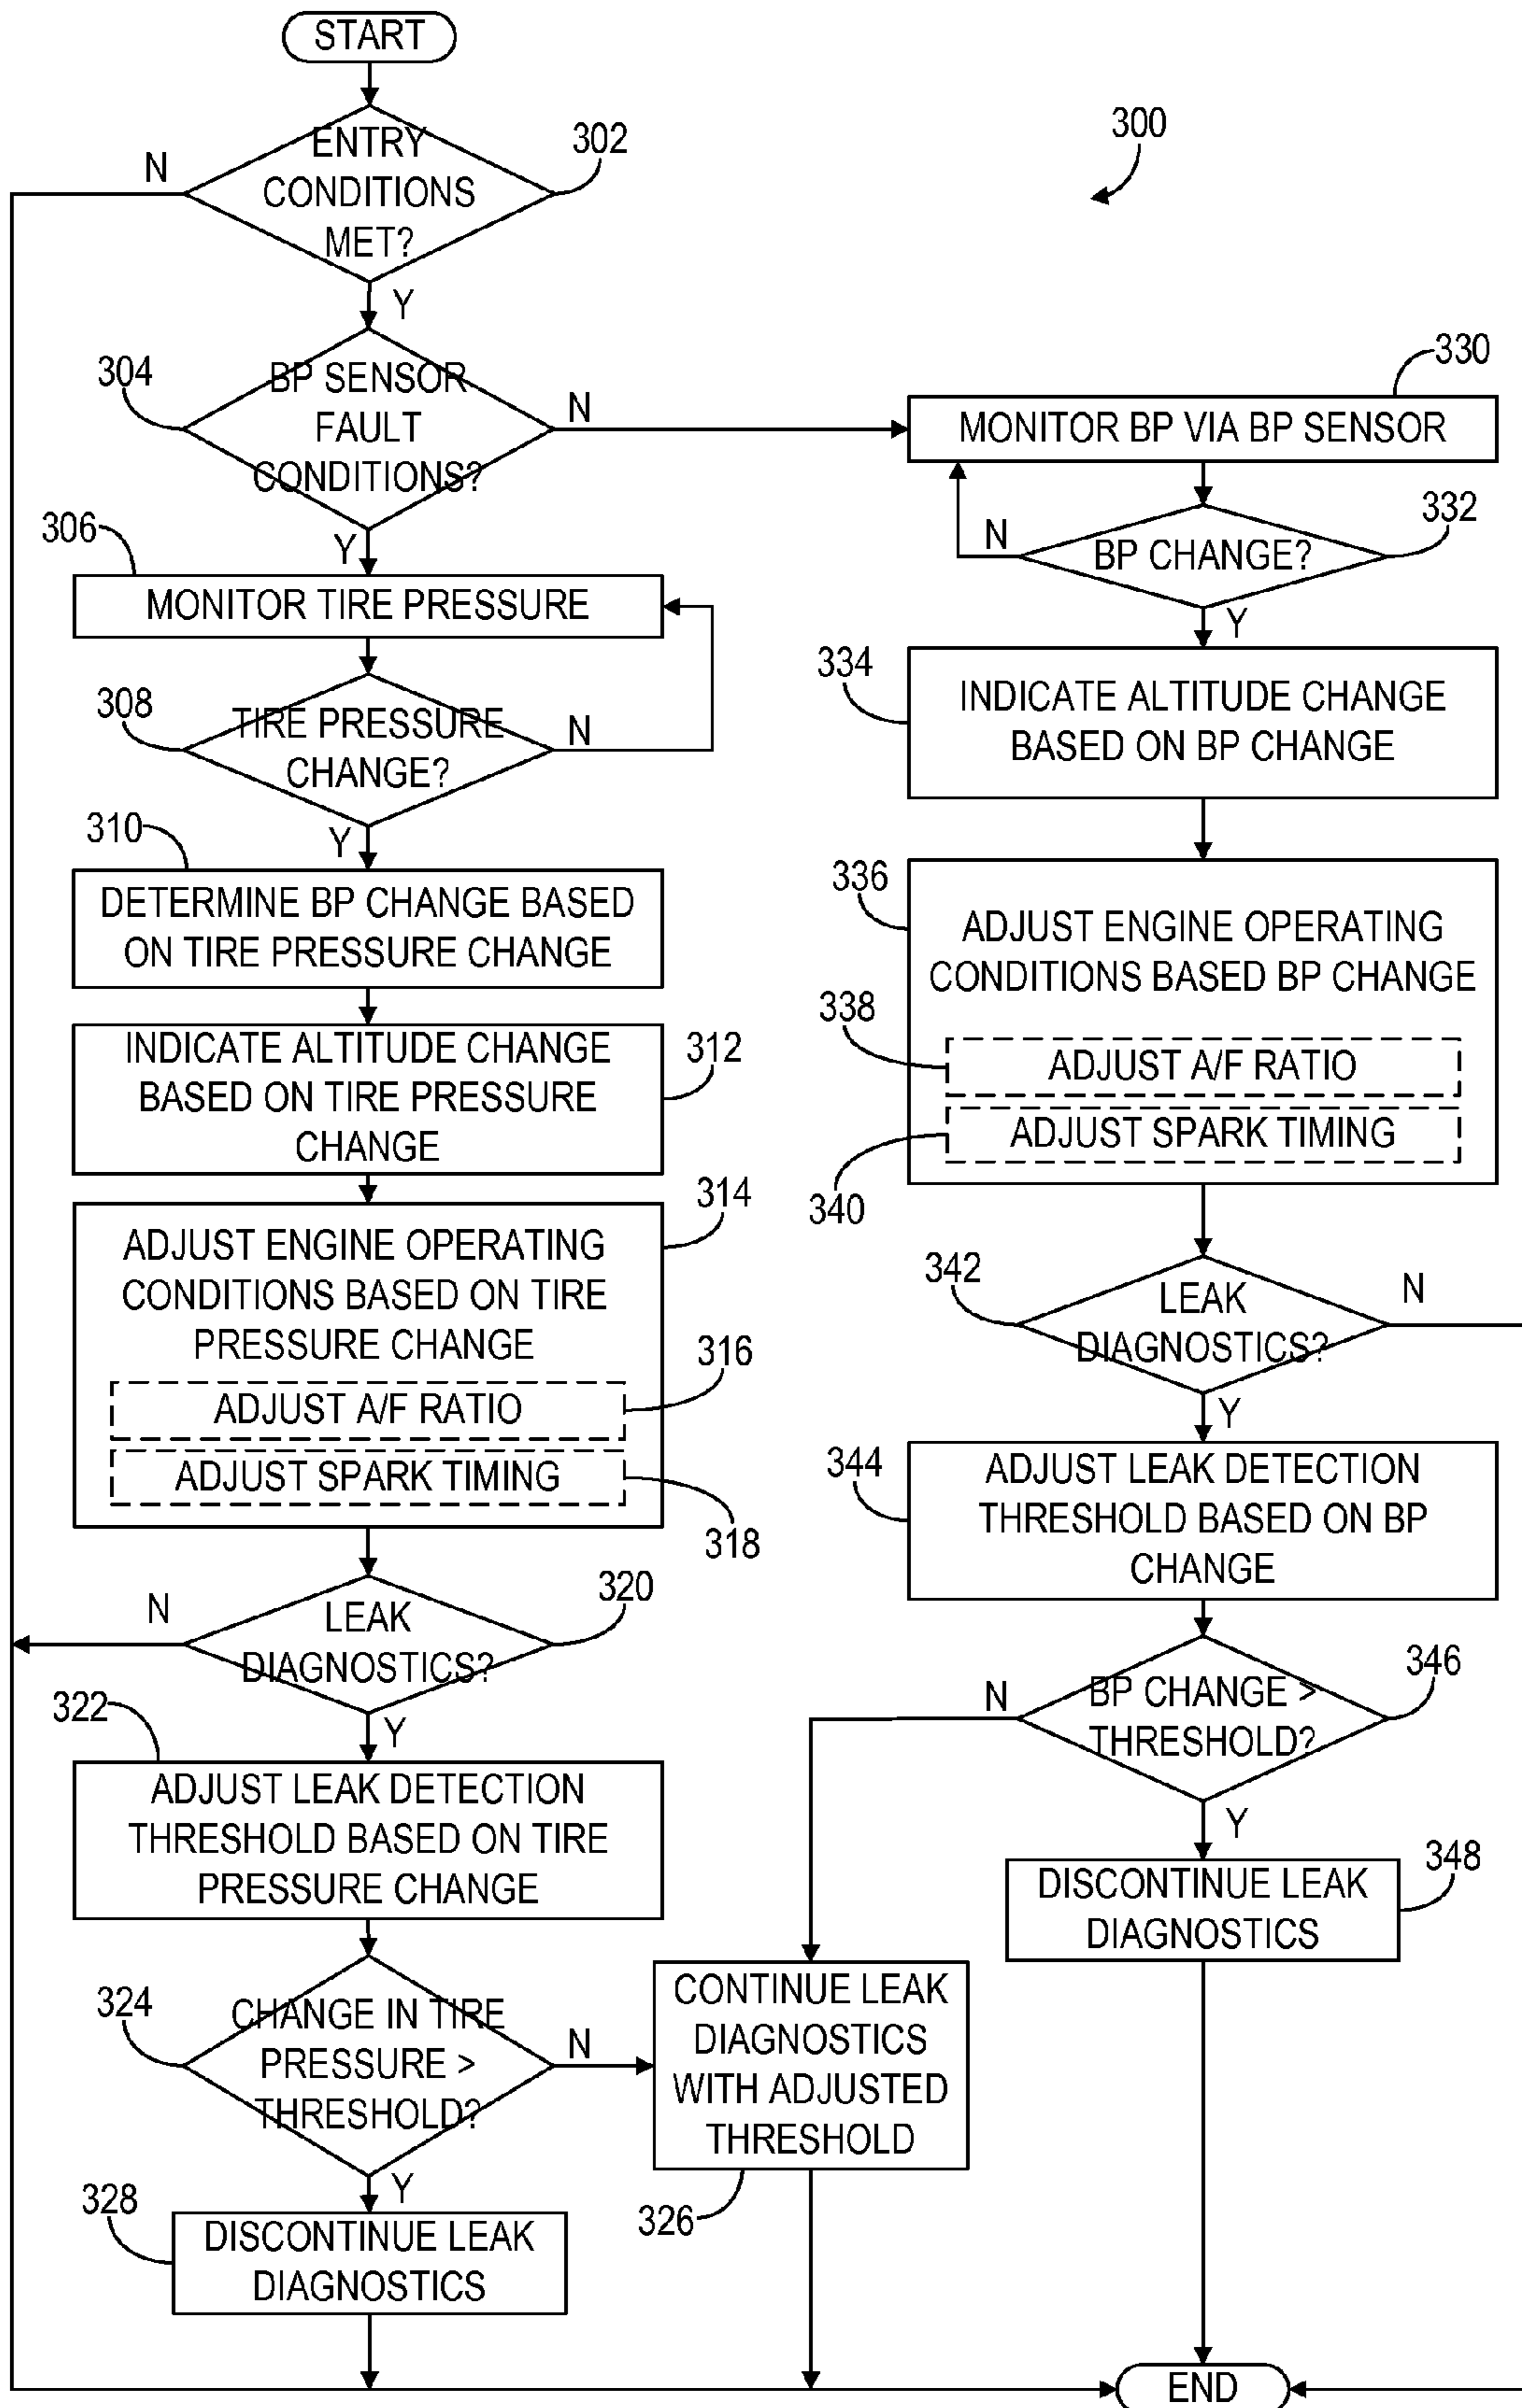 START
ENTRY
CONDITIONS
MET?
302
N
Y
300
304
BP SENSOR
FAULT
CONDITIONS?
N
Y
306
MONITOR TIRE PRESSURE
308
TIRE PRESSURE
CHANGE?
N
Y
310
DETERMINE BP CHANGE BASED
ON TIRE PRESSURE CHANGE
INDICATE ALTITUDE CHANGE
BASED ON TIRE PRESSURE
CHANGE
312
314
ADJUST ENGINE OPERATING
CONDITIONS BASED ON TIRE
PRESSURE CHANGE
316
ADJUST A/F RATIO
ADJUST SPARK TIMING
318
320
LEAK
DIAGNOSTICS?
N
Y
322
ADJUST LEAK DETECTION
THRESHOLD BASED ON TIRE
PRESSURE CHANGE
324
CHANGE IN TIRE
PRESSURE >
THRESHOLD?
N
Y
CONTINUE LEAK
DIAGNOSTICS
WITH ADJUSTED
THRESHOLD
326
328
DISCONTINUE LEAK
DIAGNOSTICS
330
MONITOR BP VIA BP SENSOR
332
BP CHANGE?
N
Y
334
INDICATE ALTITUDE CHANGE
BASED ON BP CHANGE
336
ADJUST ENGINE OPERATING
CONDITIONS BASED BP CHANGE
338
ADJUST A/F RATIO
ADJUST SPARK TIMING
340
342
LEAK
DIAGNOSTICS?
N
Y
344
ADJUST LEAK DETECTION
THRESHOLD BASED ON BP
CHANGE
346
BP CHANGE >
THRESHOLD?
N
Y
348
DISCONTINUE LEAK
DIAGNOSTICS
END